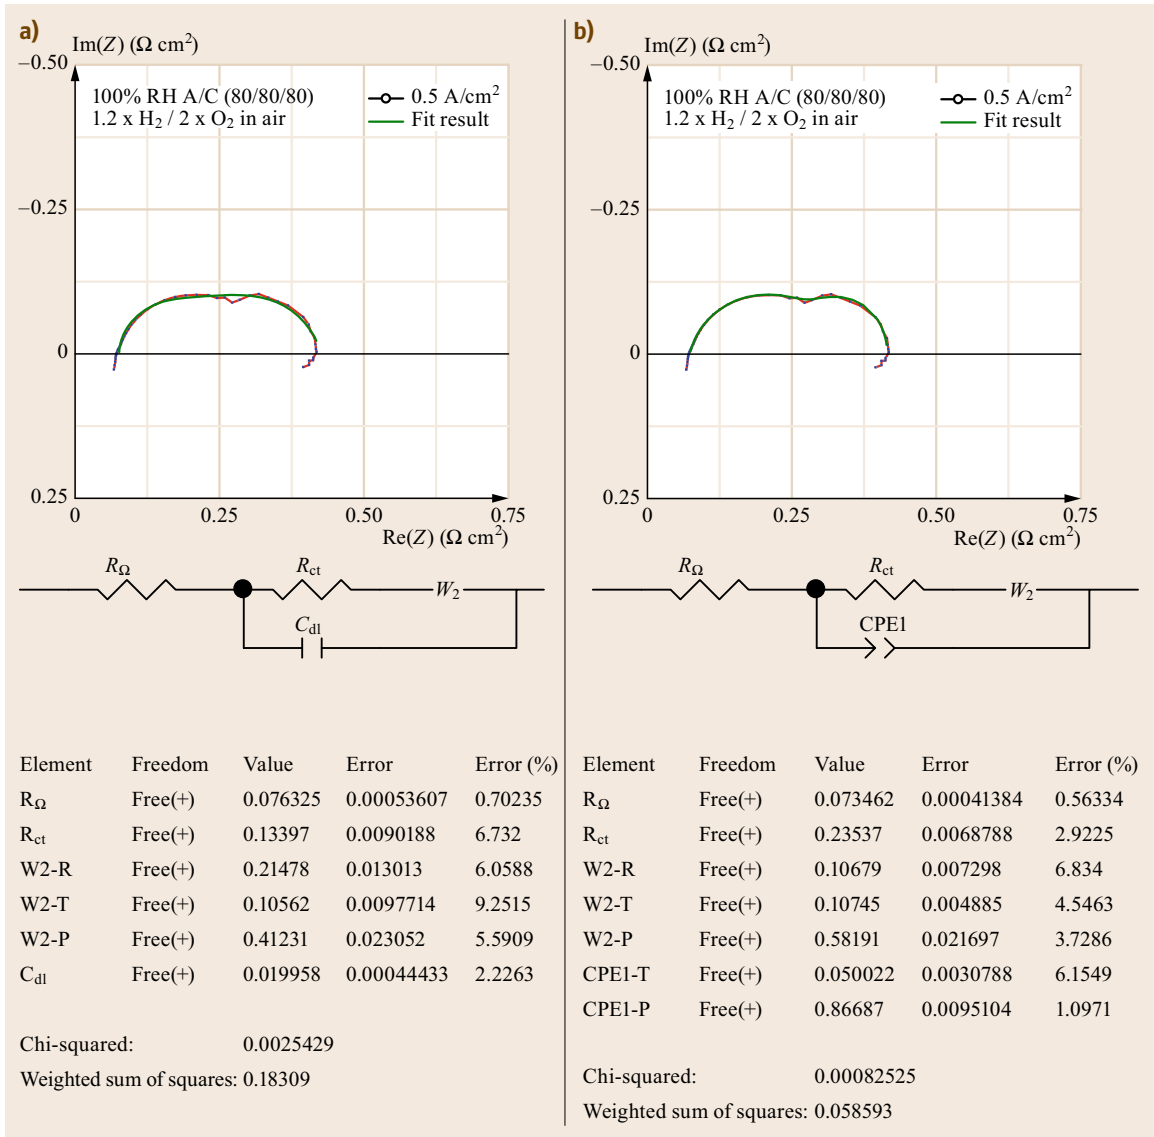 a)
Im(Z) (Ω cm²)
–0.50
100% RH A/C (80/80/80)
1.2 x H₂ / 2 x O₂ in air
0.5 A/cm²
Fit result
–0.25
0
0.25
0 0.25 0.50 0.75
Re(Z) (Ω cm²)
R_Ω R_ct
W₂
C_dl
Element Freedom Value Error Error (%)
R_Ω Free(+) 0.076325 0.00053607 0.70235
R_ct Free(+) 0.13397 0.0090188 6.732
W2-R Free(+) 0.21478 0.013013 6.0588
W2-T Free(+) 0.10562 0.0097714 9.2515
W2-P Free(+) 0.41231 0.023052 5.5909
C_dl Free(+) 0.019958 0.00044433 2.2263
Chi-squared: 0.0025429
Weighted sum of squares: 0.18309
b)
Im(Z) (Ω cm²)
–0.50
100% RH A/C (80/80/80)
1.2 x H₂ / 2 x O₂ in air
0.5 A/cm²
Fit result
–0.25
0
0.25
0 0.25 0.50 0.75
Re(Z) (Ω cm²)
R_Ω R_ct
W₂
CPE1
Element Freedom Value Error Error (%)
R_Ω Free(+) 0.073462 0.00041384 0.56334
R_ct Free(+) 0.23537 0.0068788 2.9225
W2-R Free(+) 0.10679 0.007298 6.834
W2-T Free(+) 0.10745 0.004885 4.5463
W2-P Free(+) 0.58191 0.021697 3.7286
CPE1-T Free(+) 0.050022 0.0030788 6.1549
CPE1-P Free(+) 0.86687 0.0095104 1.0971
Chi-squared: 0.00082525
Weighted sum of squares: 0.058593